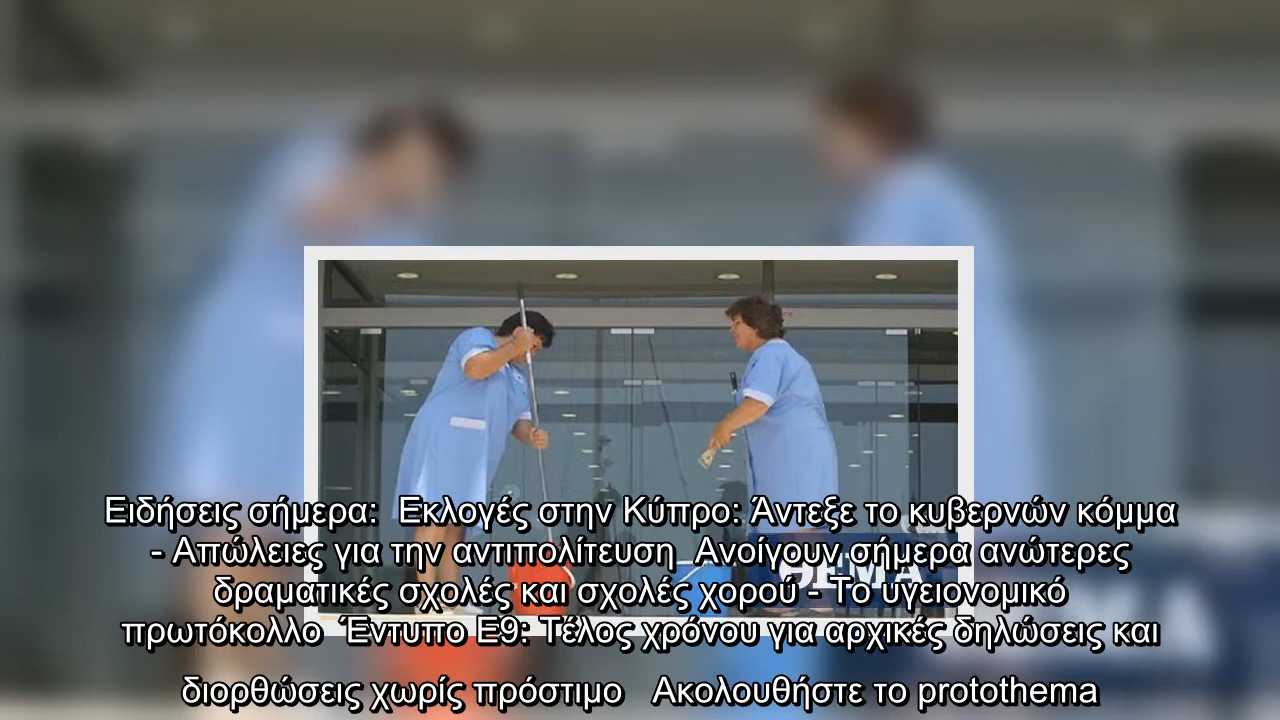 Ειδήσεις σήμερα:  Εκλογές στην Κύπρο: Άντεξε το κυβερνών κόμμα
- Απώλειες για την αντιπολίτευση  Ανοίγουν σήμερα ανώτερες
δραματικές σχολές και σχολές χορού - Το υγειονομικό
πρωτόκολλο  Έντυπο Ε9: Τέλος χρόνου για αρχικές δηλώσεις και
διορθώσεις χωρίς πρόστιμο   Ακολουθήστε το protothema
ΘΕΜΑ